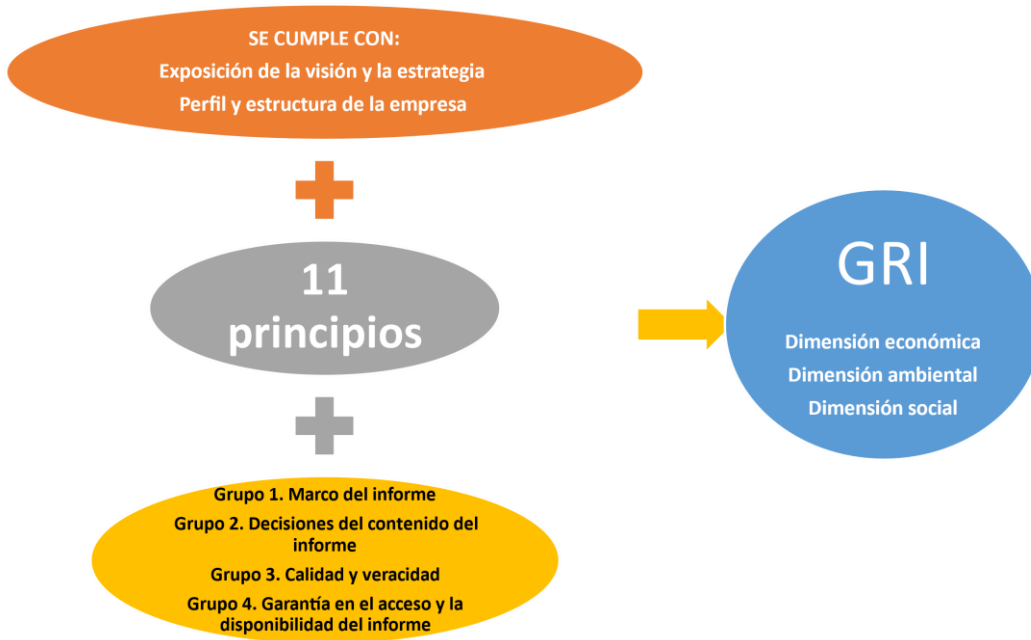 SE CUMPLE CON:
Exposición de la visión y la estrategia
Perfil y estructura de la empresa
11
principios
Grupo 1. Marco del informe
Grupo 2. Decisiones del contenido del
informe
Grupo 3. Calidad y veracidad
Grupo 4. Garantía en el acceso y la
disponibilidad del informe
GRI
Dimensión económica
Dimensión ambiental
Dimensión social